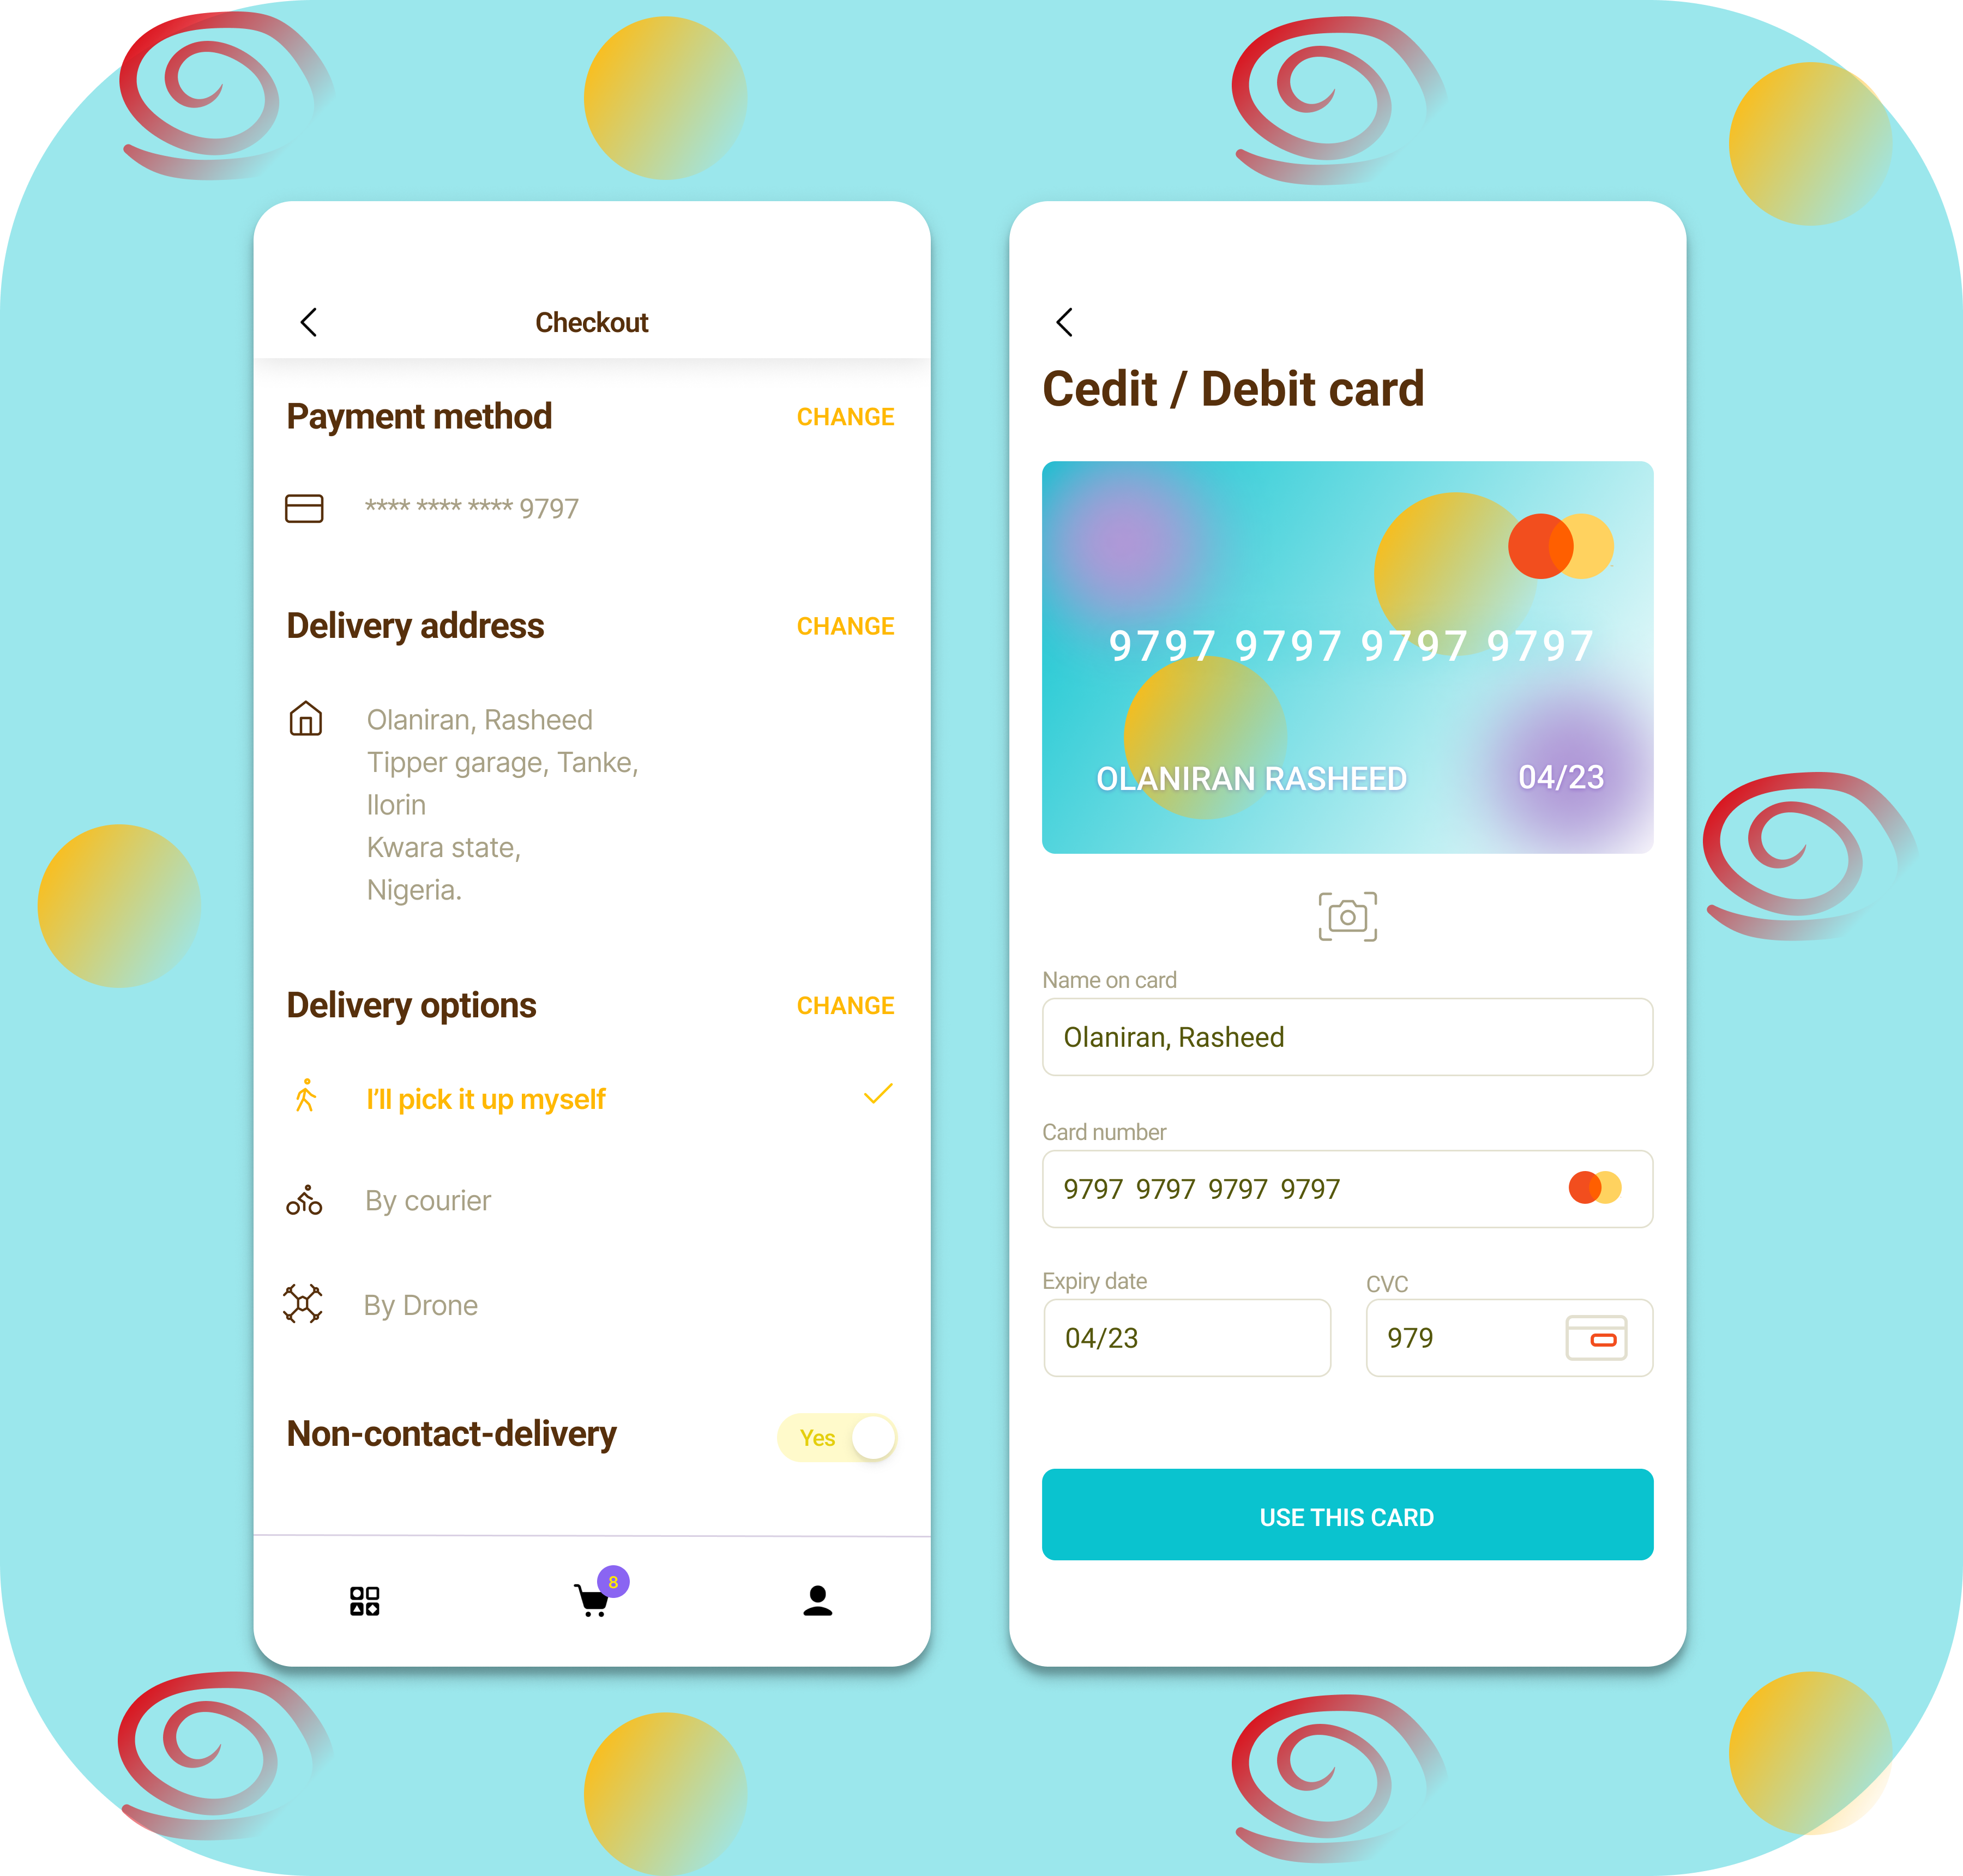 Checkout
Payment method
CHANGE
**** **** **** 9797
Delivery address
CHANGE
Olaniran, Rasheed
Tipper garage, Tanke,
Ilorin
Kwara state,
Nigeria.
Delivery options
CHANGE
I'll pick it up myself
By courier
By Drone
Non-contact-delivery
Yes
8
Cedit / Debit card
9797 9797 9797 9797
OLANIRAN RASHEED
04/23
Name on card
Olaniran, Rasheed
Card number
9797 9797 9797 9797
Expiry date
CVC
04/23
979
USE THIS CARD